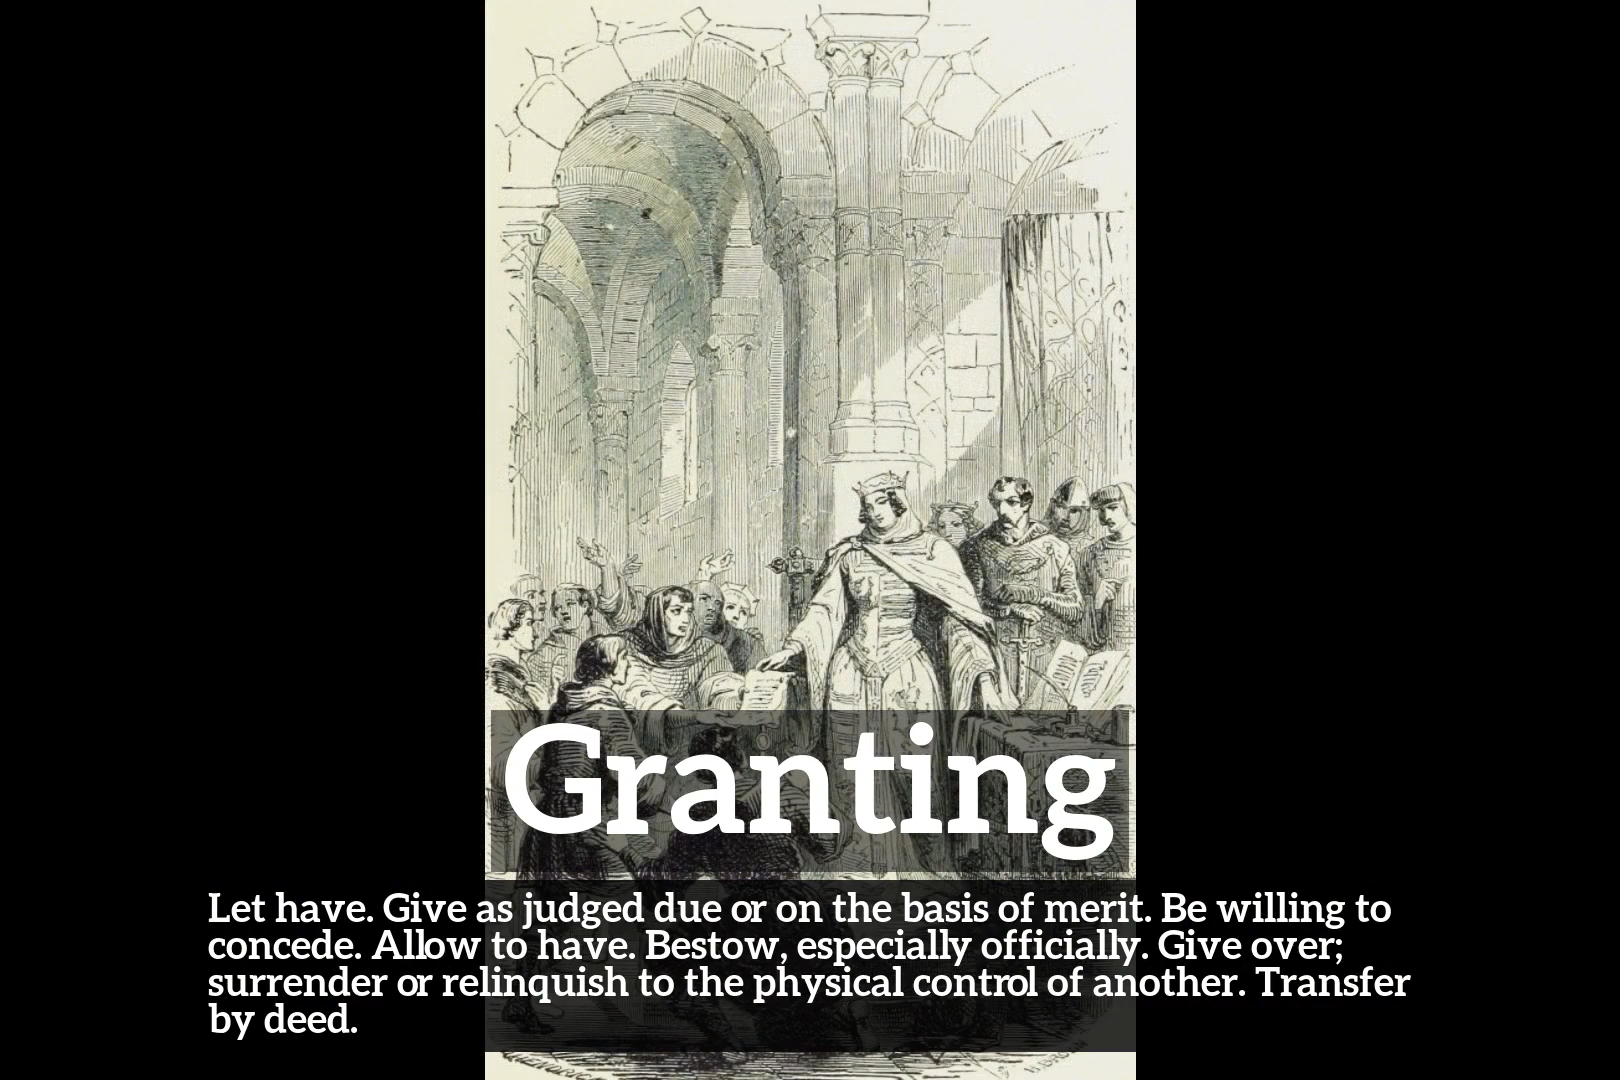 Granting
Let have. Give as judged due or on the basis of merit. Be willing to
concede. Allow to have. Bestow, especially officially. Give over;
surrender or relinquish to the physical control of another. Transfer
by deed.